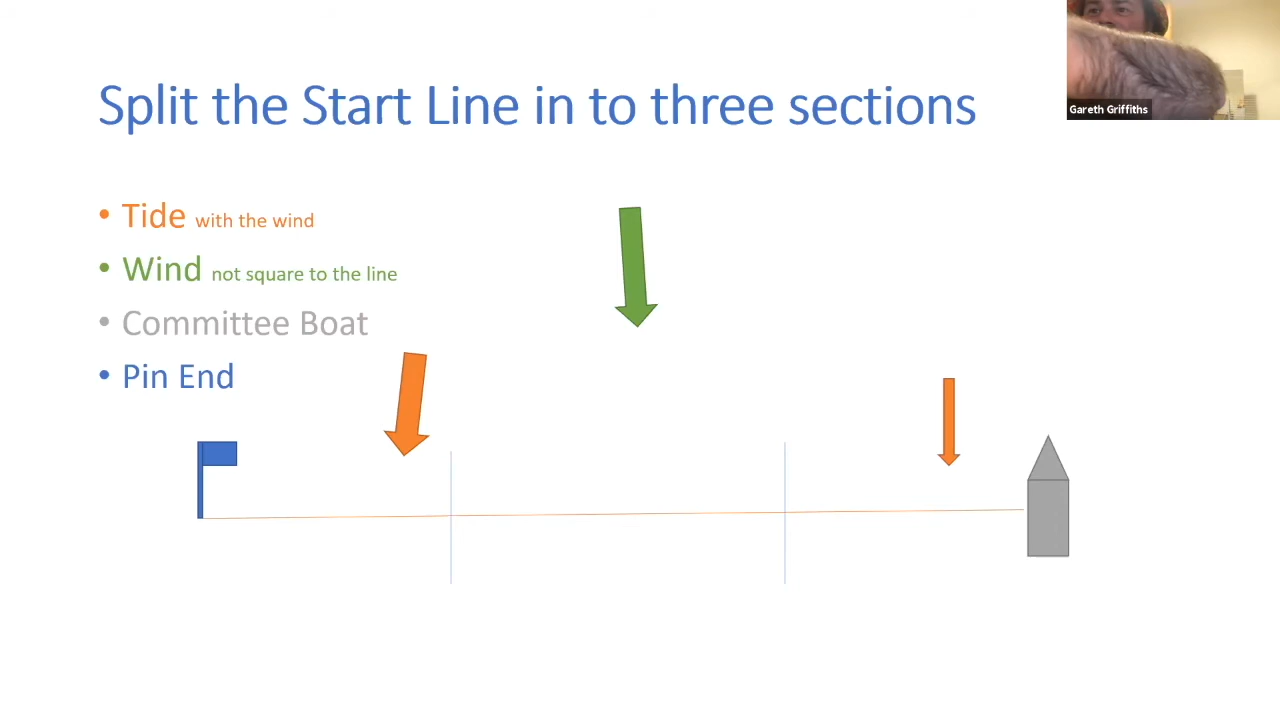 Split the Start Line in to three sections
Gareth Griffiths
• Tide with the wind
• Wind not square to the line
• Committee Boat
• Pin End